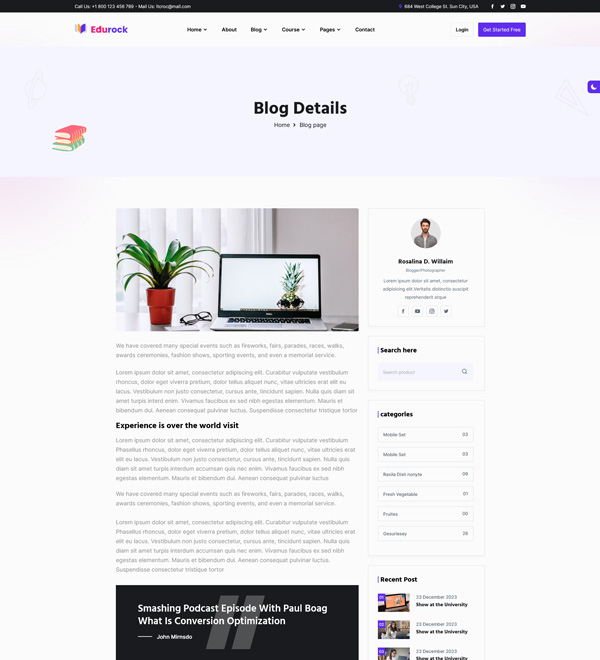 Call Us: +1 800 123 456 789 - Mail Us: Itcroc@mail.com
684 West College St. Sun City, USA
Edurock
Home
About
Blog
Course
Pages
Contact
Login
Get Started Free
Blog Details
Home > Blog page
We have covered many special events such as fireworks, fairs, parades, races, walks,
awards ceremonies, fashion shows, sporting events, and even a memorial service.
Lorem ipsum dolor sit amet, consectetur adipiscing elit. Curabitur vulputate vestibulum
rhoncus, dolor eget viverra pretium, dolor tellus aliquet nunc, vitae ultricies erat elit eu
lacus. Vestibulum non justo consectetur, cursus ante, tincidunt sapien. Nulla quis diam sit
amet turpis interd enim. Vivamus faucibus ex sed nibh egestas elementum. Mauris et
bibendum dui. Aenean consequat pulvinar luctus. Suspendisse consectetur tristique tortor
Experience is over the world visit
Lorem ipsum dolor sit amet, consectetur adipiscing elit. Curabitur vulputate vestibulum
Phasellus rhoncus, dolor eget viverra pretium, dolor tellus aliquet nunc, vitae ultricies erat
elit eu lacus. Vestibulum non justo consectetur, cursus ante, tincidunt sapien. Nulla quis
diam sit amet turpis interdum accumsan quis nec enim. Vivamus faucibus ex sed nibh
egestas elementum. Mauris et bibendum dui. Aenean consequat pulvinar luctus
We have covered many special events such as fireworks, fairs, parades, races, walks,
awards ceremonies, fashion shows, sporting events, and even a memorial service.
Lorem ipsum dolor sit amet, consectetur adipiscing elit. Curabitur vulputate vestibulum
Phasellus rhoncus, dolor eget viverra pretium, dolor tellus aliquet nunc, vitae ultricies erat
elit eu lacus. Vestibulum non justo consectetur, cursus ante, tincidunt sapien. Nulla quis
diam sit amet turpis interdum accumsan quis nec enim. Vivamus faucibus ex sed nibh
egestas elementum. Mauris et bibendum dui. Aenean consequat pulvinar luctus.
Suspendisse consectetur tristique tortor
Smashing Podcast Episode With Paul Boag
What Is Conversion Optimization
John Mimsdo
Rosalina D. Willaim
Blogger/Photographer
Lorem ipsum dolor sit amet, consectetur
adipisicing elit Veritatis distinctio suscipit
reprehenderit atque
Search here
Search product
categories
Mobile Set 03
Mobile Set 03
Raxila Dish nonyte 09
Fresh Vegetable 01
Fruites 00
Gesuriesey 26
Recent Post
01
23 December 2023
Show at the University
02
23 December 2023
Show at the University